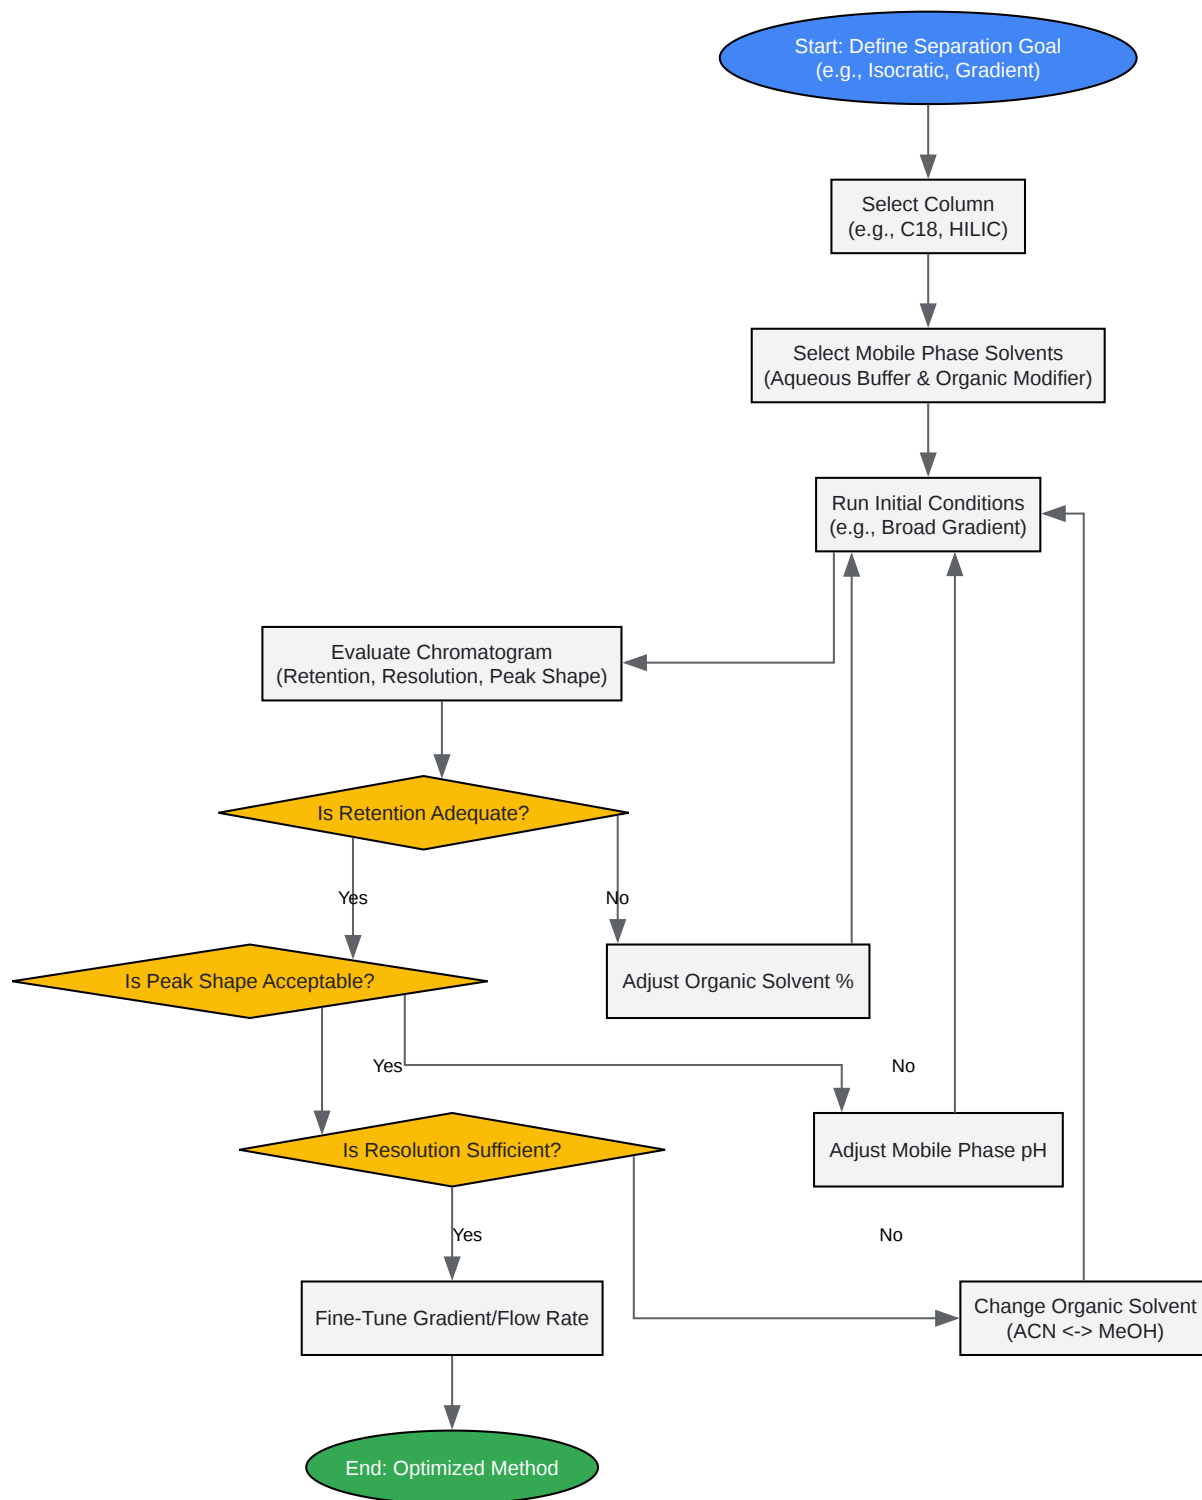 Start: Define Separation Goal
(e.g., Isocratic, Gradient)
Select Column
(e.g., C18, HILIC)
Select Mobile Phase Solvents
(Aqueous Buffer & Organic Modifier)
Run Initial Conditions
(e.g., Broad Gradient)
Evaluate Chromatogram
(Retention, Resolution, Peak Shape)
Is Retention Adequate?
Yes
No
Is Peak Shape Acceptable?
Adjust Organic Solvent %
Yes
No
Is Resolution Sufficient?
Adjust Mobile Phase pH
Yes
No
Fine-Tune Gradient/Flow Rate
Change Organic Solvent
(ACN <-> MeOH)
End: Optimized Method